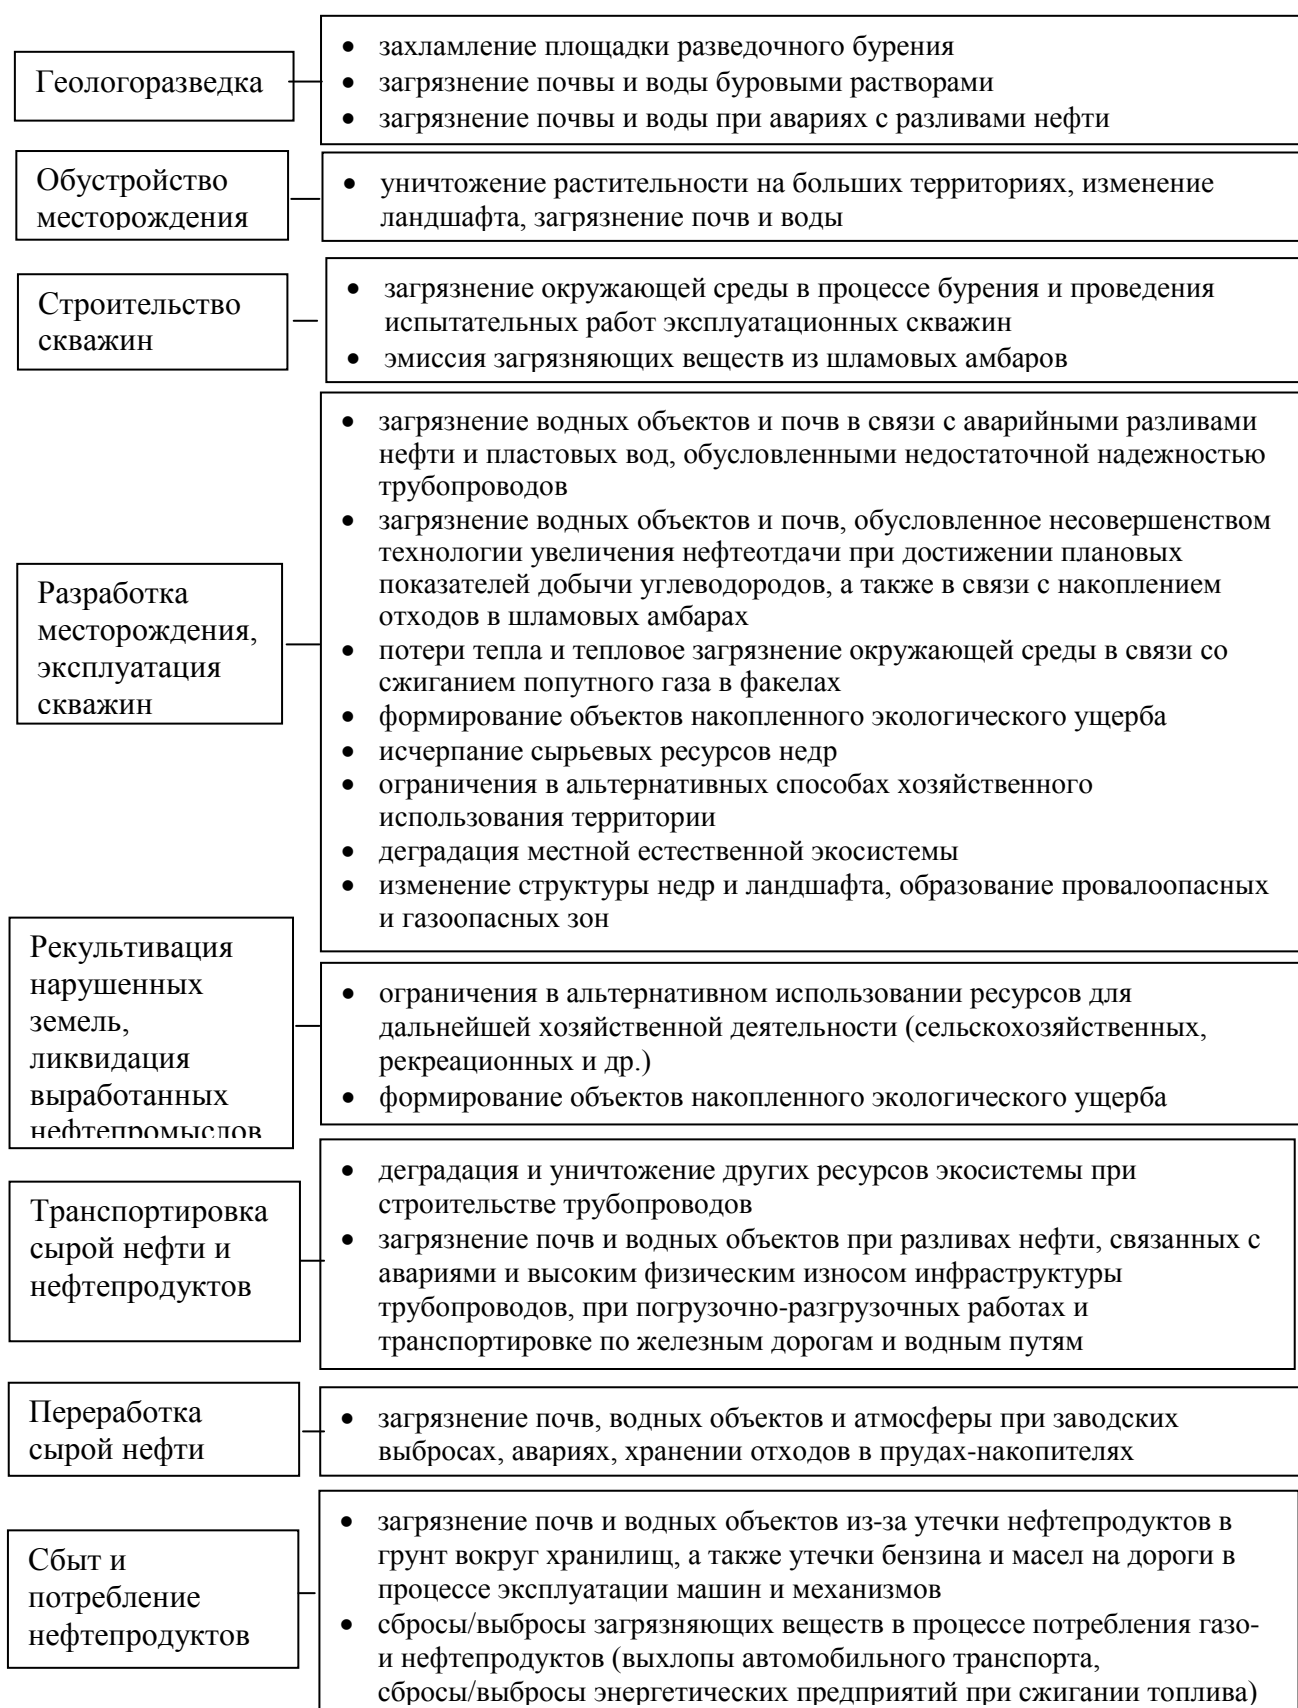 Геологоразведка
• захламление площадки разведочного бурения
• загрязнение почвы и воды буровыми растворами
• загрязнение почвы и воды при авариях с разливами нефти
Обустройство
месторождения
• уничтожение растительности на больших территориях, изменение
ландшафта, загрязнение почв и воды
Строительство
скважин
• загрязнение окружающей среды в процессе бурения и проведения
испытательных работ эксплуатационных скважин
• эмиссия загрязняющих веществ из шламовых амбаров
Разработка
месторождения,
эксплуатация
скважин
• загрязнение водных объектов и почв в связи с аварийными разливами
нефти и пластовых вод, обусловленными недостаточной надежностью
трубопроводов
• загрязнение водных объектов и почв, обусловленное несовершенством
технологии увеличения нефтеотдачи при достижении плановых
показателей добычи углеводородов, а также в связи с накоплением
отходов в шламовых амбарах
• потери тепла и тепловое загрязнение окружающей среды в связи со
сжиганием попутного газа в факелах
• формирование объектов накопленного экологического ущерба
• исчерпание сырьевых ресурсов недр
• ограничения в альтернативных способах хозяйственного
использования территории
• деградация местной естественной экосистемы
• изменение структуры недр и ландшафта, образование провалоопасных
и газоопасных зон
Рекультивация
нарушенных
земель,
ликвидация
выработанных
нефтепромыслов
• ограничения в альтернативном использовании ресурсов для
дальнейшей хозяйственной деятельности (сельскохозяйственных,
рекреационных и др.)
• формирование объектов накопленного экологического ущерба
Транспортировка
сырой нефти и
нефтепродуктов
• деградация и уничтожение других ресурсов экосистемы при
строительстве трубопроводов
• загрязнение почв и водных объектов при разливах нефти, связанных с
авариями и высоким физическим износом инфраструктуры
трубопроводов, при погрузочно-разгрузочных работах и
транспортировке по железным дорогам и водным путям
Переработка
сырой нефти
• загрязнение почв, водных объектов и атмосферы при заводских
выбросах, авариях, хранении отходов в прудах-накопителях
Сбыт и
потребление
нефтепродуктов
• загрязнение почв и водных объектов из-за утечки нефтепродуктов в
грунт вокруг хранилищ, а также утечки бензина и масел на дороги в
процессе эксплуатации машин и механизмов
• сбросы/выбросы загрязняющих веществ в процессе потребления газо-
и нефтепродуктов (выхлопы автомобильного транспорта,
сбросы/выбросы энергетических предприятий при сжигании топлива)